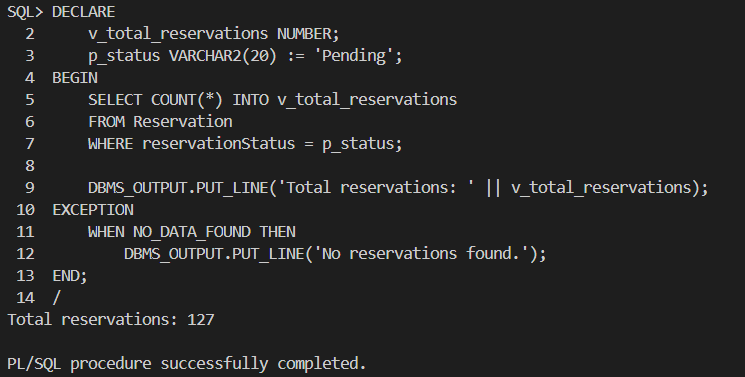 SQL> DECLARE
  2      v_total_reservations NUMBER;
  3      p_status VARCHAR2(20) := 'Pending';
  4  BEGIN
  5      SELECT COUNT(*) INTO v_total_reservations
  6      FROM Reservation
  7      WHERE reservationStatus = p_status;
  8
  9      DBMS_OUTPUT.PUT_LINE('Total reservations: ' || v_total_reservations);
 10  EXCEPTION
 11      WHEN NO_DATA_FOUND THEN
 12          DBMS_OUTPUT.PUT_LINE('No reservations found.');
 13  END;
 14  /
Total reservations: 127
PL/SQL procedure successfully completed.